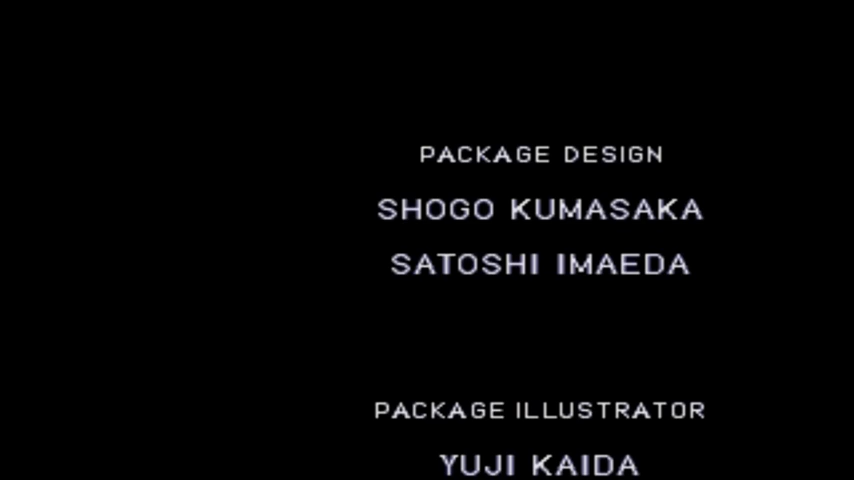 PACKAGE DESIGN
SHOGO KUMASAKA
SATOSHI IMAEDA
PACKAGE ILLUSTRATOR
YUJI KAIDA